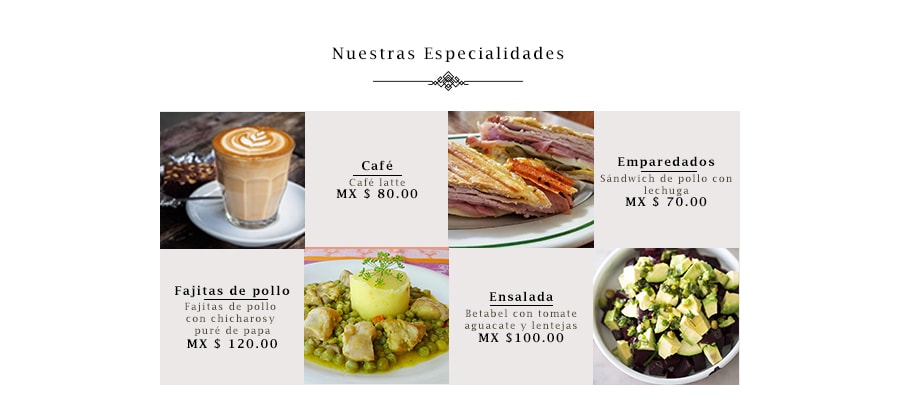 Nuestras Especialidades
Café
Café latte
MX $ 80.00
Emparedados
Sándwich de pollo con
lechuga
MX $ 70.00
Fajitas de pollo
Fajitas de pollo
con chicharosy
puré de papa
MX $ 120.00
Ensalada
Betabel con tomate
aguacate y lentejas
MX $100.00